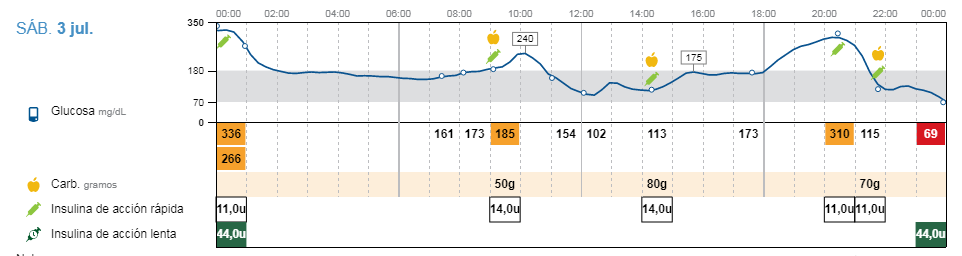 00:00 02:00 04:00 06:00 08:00 10:00 12:00 14:00 16:00 18:00 20:00 22:00 00:00
SÁB. 3 jul.
350
240
175
180
70
0
Glucosa mg/dL
336 161 173 185 154 102 113 173 310 115 69
266
Carb. gramos
50g 80g 70g
Insulina de acción rápida
11,0u 14,0u 14,0u 11,0u 11,0u
Insulina de acción lenta
44,0u 44,0u